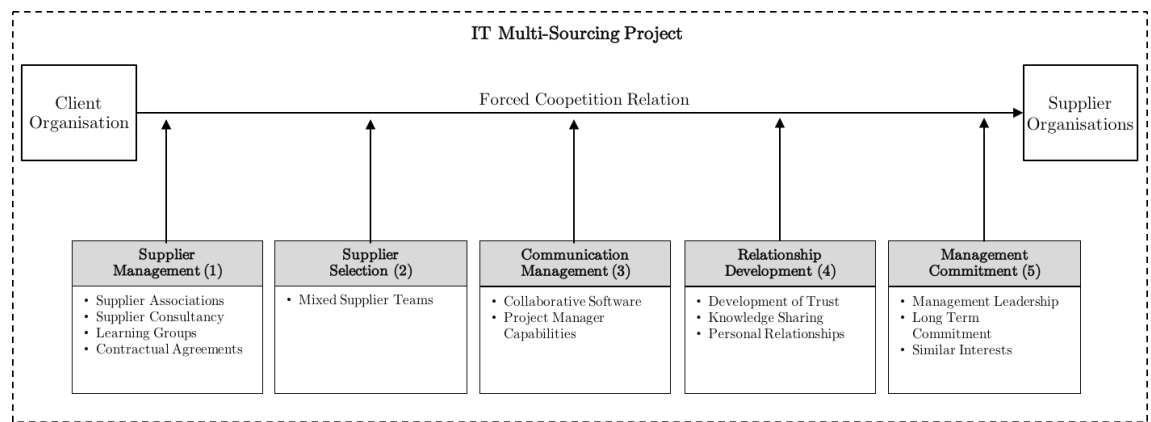 IT Multi-Sourcing Project
Client
Organisation
Forced Coopetition Relation
Supplier
Organisations
Supplier
Management (1)
• Supplier Associations
• Supplier Consultancy
• Learning Groups
• Contractual Agreements
Supplier
Selection (2)
• Mixed Supplier Teams
Communication
Management (3)
• Collaborative Software
• Project Manager
Capabilities
Relationship
Development (4)
• Development of Trust
• Knowledge Sharing
• Personal Relationships
Management
Commitment (5)
• Management Leadership
• Long Term
Commitment
• Similar Interests